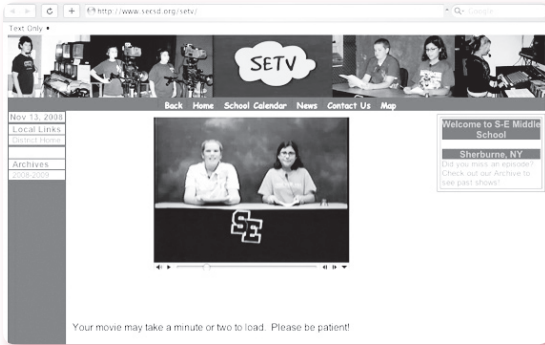 http://www.sersd.org/setv/
Google
Text Only
SETV
Back Home School Calendar News Contact Us Map
Nov 13, 2008
Local Links
District Home
Archives
2008-2009
SE
Welcome to S-E Middle
School
Sherburne, NY
Did you miss an episode?
Check out our Archive to
see past shows!
Your movie may take a minute or two to load. Please be patient!